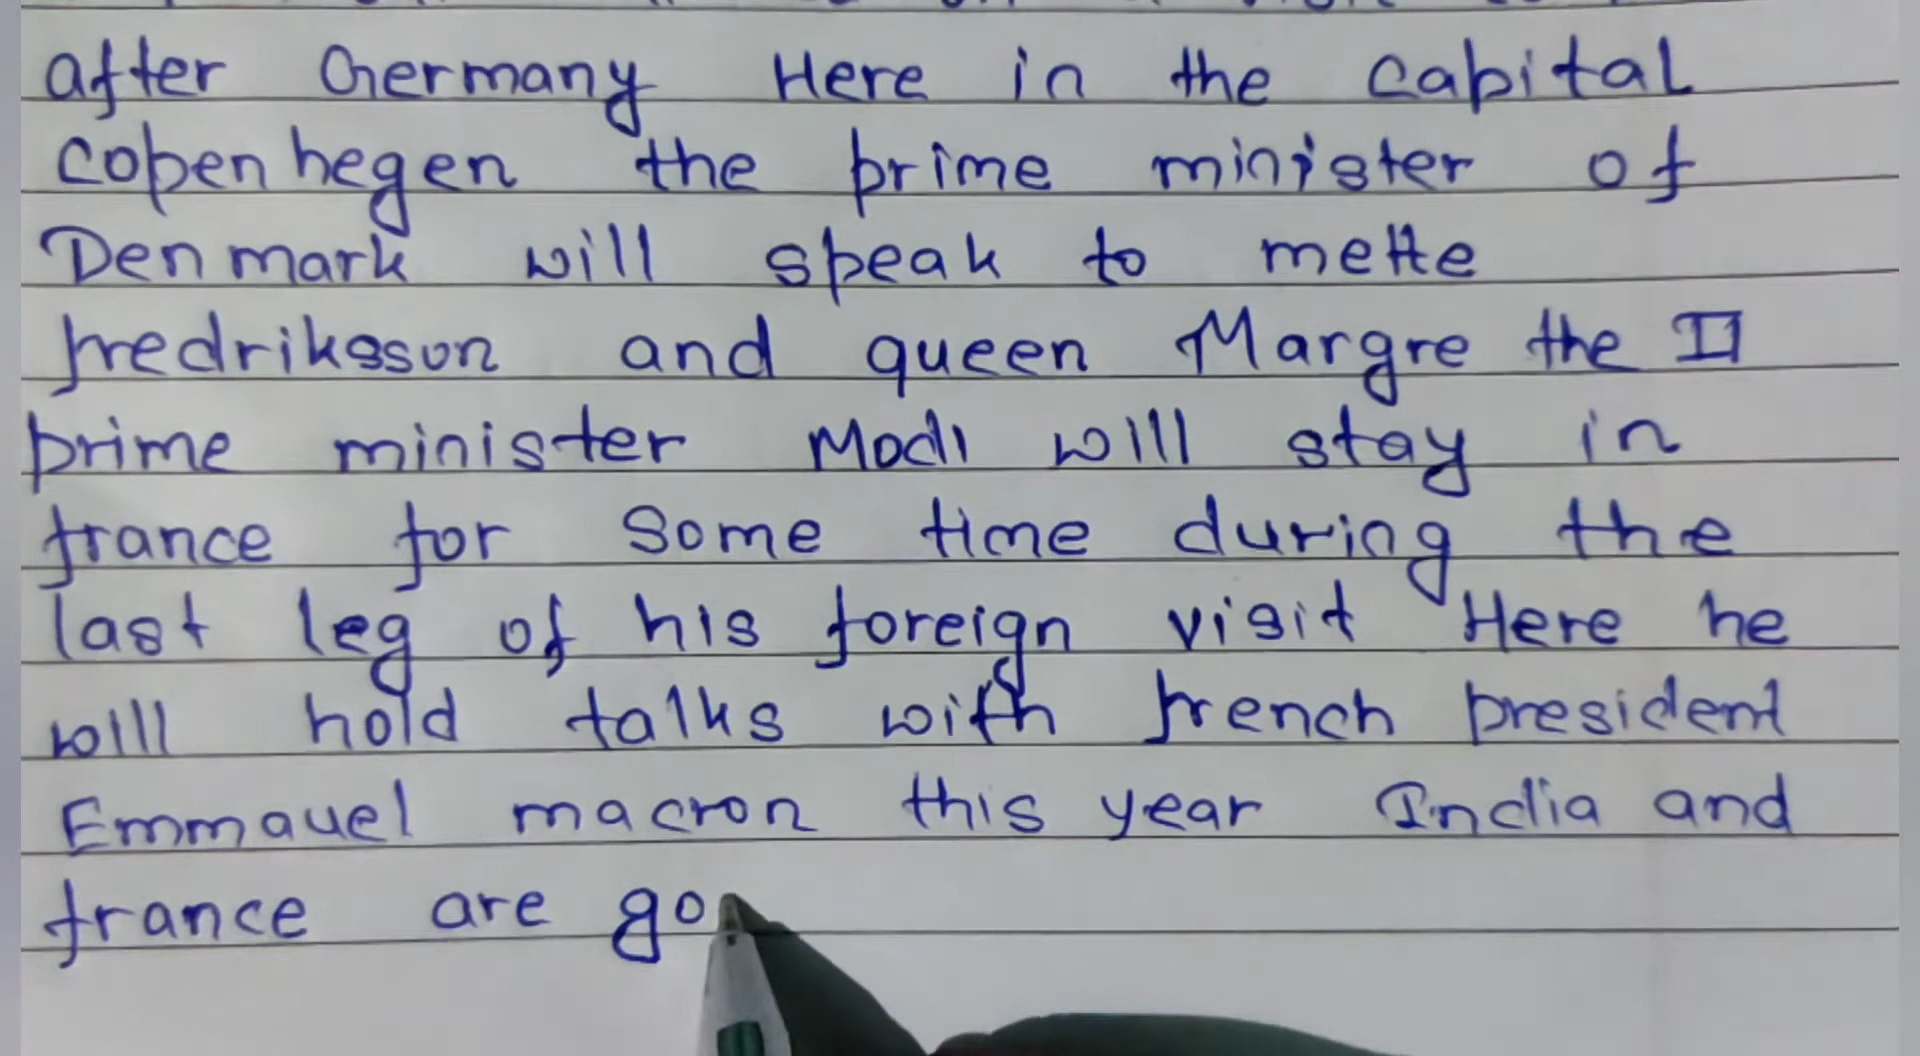 after Germany Here in the capital
copenhegen the prime minister of
Denmark will speak to mette
fredriksson and queen Margre the II
prime minister Modi will stay in
france for some time during the
last leg of his foreign visit Here he
will hold talks with french president
Emmauel macron this year India and
france are go